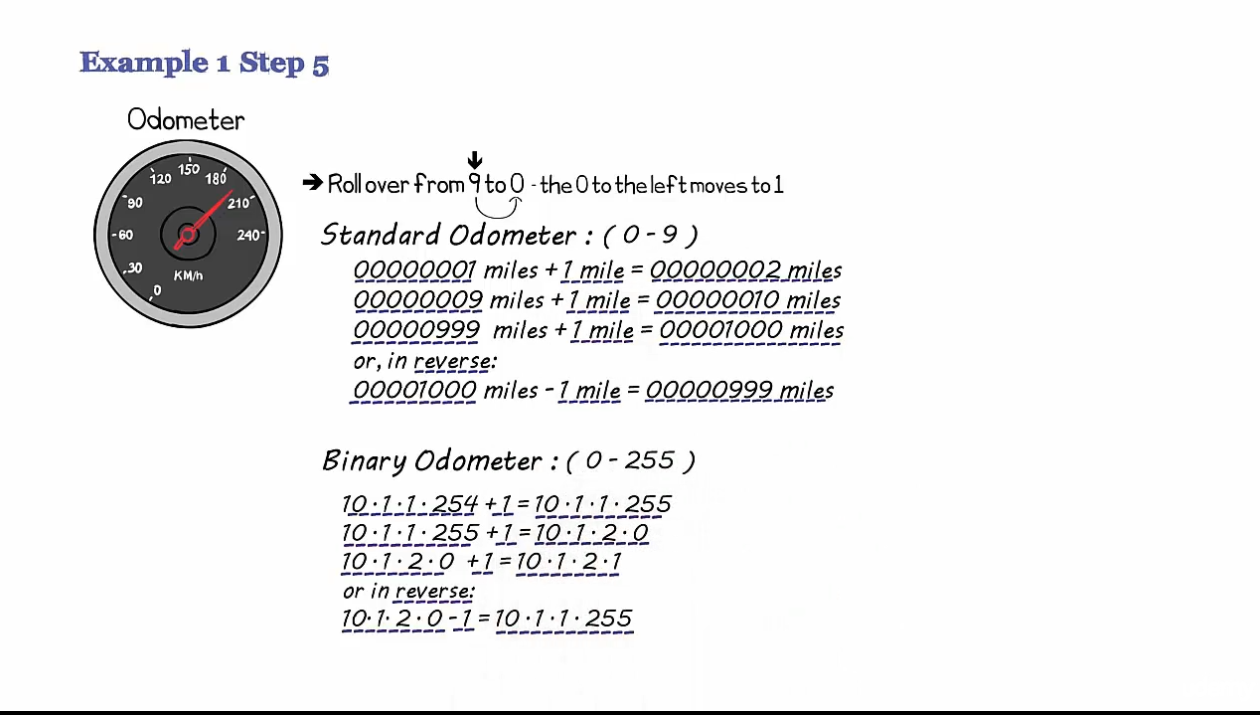 Example 1 Step 5
Odometer
150
120 180
90 210
60 240
30 KM/h
0
➔ Roll over from 9 to 0 - the 0 to the left moves to 1
Standard Odometer : ( 0 - 9 )
00000001 miles + 1 mile = 00000002 miles
00000009 miles + 1 mile = 00000010 miles
00000999 miles + 1 mile = 00001000 miles
or, in reverse:
00001000 miles - 1 mile = 00000999 miles
Binary Odometer : ( 0 - 255 )
10 · 1 · 1 · 254 + 1 = 10 · 1 · 1 · 255
10 · 1 · 1 · 255 + 1 = 10 · 1 · 2 · 0
10 · 1 · 2 · 0 + 1 = 10 · 1 · 2 · 1
or in reverse:
10 · 1 · 2 · 0 - 1 = 10 · 1 · 1 · 255